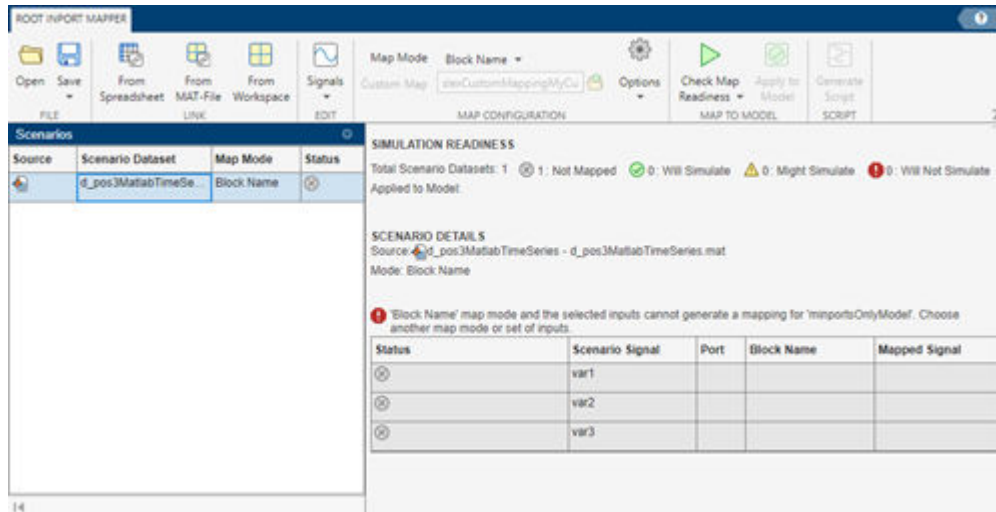 ROOT INPORT MAPPER
Open Save From Spreadsheet From MAT-File From Workspace Signals
Map Mode Block Name
Custom Map slexCustomMappingMyCu
Options Check Map Readiness Apply to Model Generate Script
FILE LINK EDIT MAP CONFIGURATION MAP TO MODEL SCRIPT
Scenarios
Source Scenario Dataset Map Mode Status
d_pos3MatlabTimeSe... Block Name
SIMULATION READINESS
Total Scenario Datasets: 1 1: Not Mapped 0: Will Simulate 0: Might Simulate 0: Will Not Simulate
Applied to Model:
SCENARIO DETAILS
Source: d_pos3MatlabTimeSeries - d_pos3MatlabTimeSeries.mat
Mode: Block Name
'Block Name' map mode and the selected inputs cannot generate a mapping for 'minportsOnlyModel'. Choose
another map mode or set of inputs.
Status Scenario Signal Port Block Name Mapped Signal
var1
var2
var3